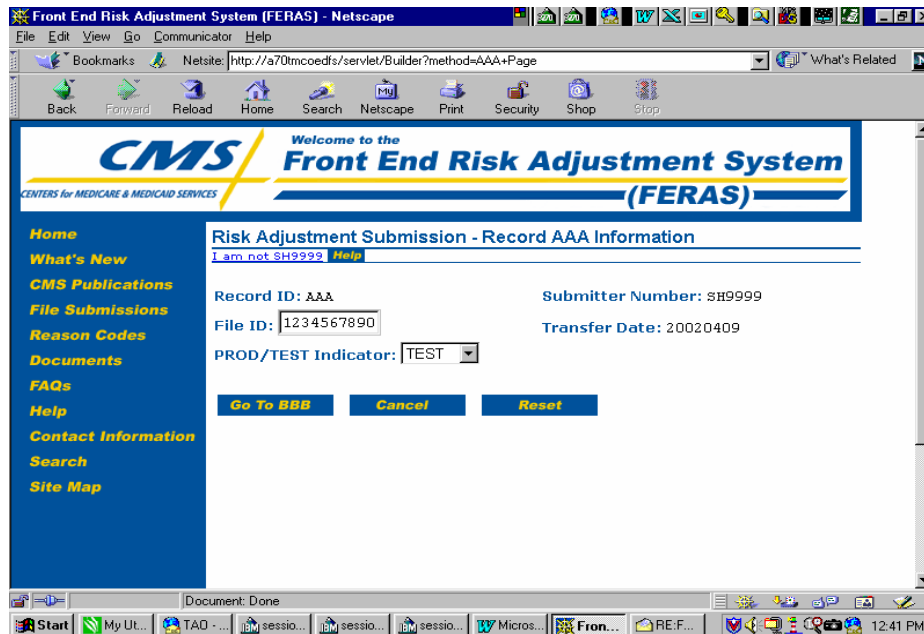 Front End Risk Adjustment System (FERAS) - Netscape
File Edit View Go Communicator Help
Bookmarks Netsite: http://a70tmcoedfs/servlet/Builder?method=AAA+Page What's Related
My
Back Forward Reload Home Search Netscape Print Security Shop Stop
Welcome to the
CMS Front End Risk Adjustment System
CENTERS for MEDICARE & MEDICAID SERVICES (FERAS)
Home
What's New
CMS Publications
File Submissions
Reason Codes
Documents
FAQs
Help
Contact Information
Search
Site Map
Risk Adjustment Submission - Record AAA Information
I am not SH9999 Help
Record ID: AAA Submitter Number: SH9999
File ID: 1234567890 Transfer Date: 20020409
PROD/TEST Indicator: TEST
Go To BBB Cancel Reset
Document: Done
Start My Ut... TAO - ... sessio... sessio... sessio... Micros... Fron... RE:F... 12:41 PM